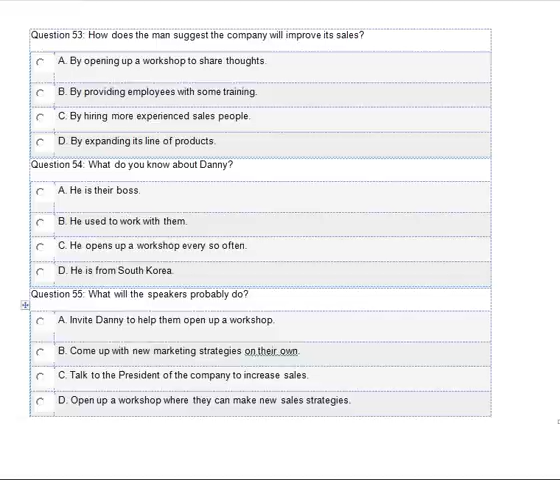 Question 53: How does the man suggest the company will improve its sales?
A. By opening up a workshop to share thoughts.
B. By providing employees with some training.
C. By hiring more experienced sales people.
D. By expanding its line of products.
Question 54: What do you know about Danny?
A. He is their boss.
B. He used to work with them.
C. He opens up a workshop every so often.
D. He is from South Korea.
Question 55: What will the speakers probably do?
A. Invite Danny to help them open up a workshop.
B. Come up with new marketing strategies on their own.
C. Talk to the President of the company to increase sales.
D. Open up a workshop where they can make new sales strategies.